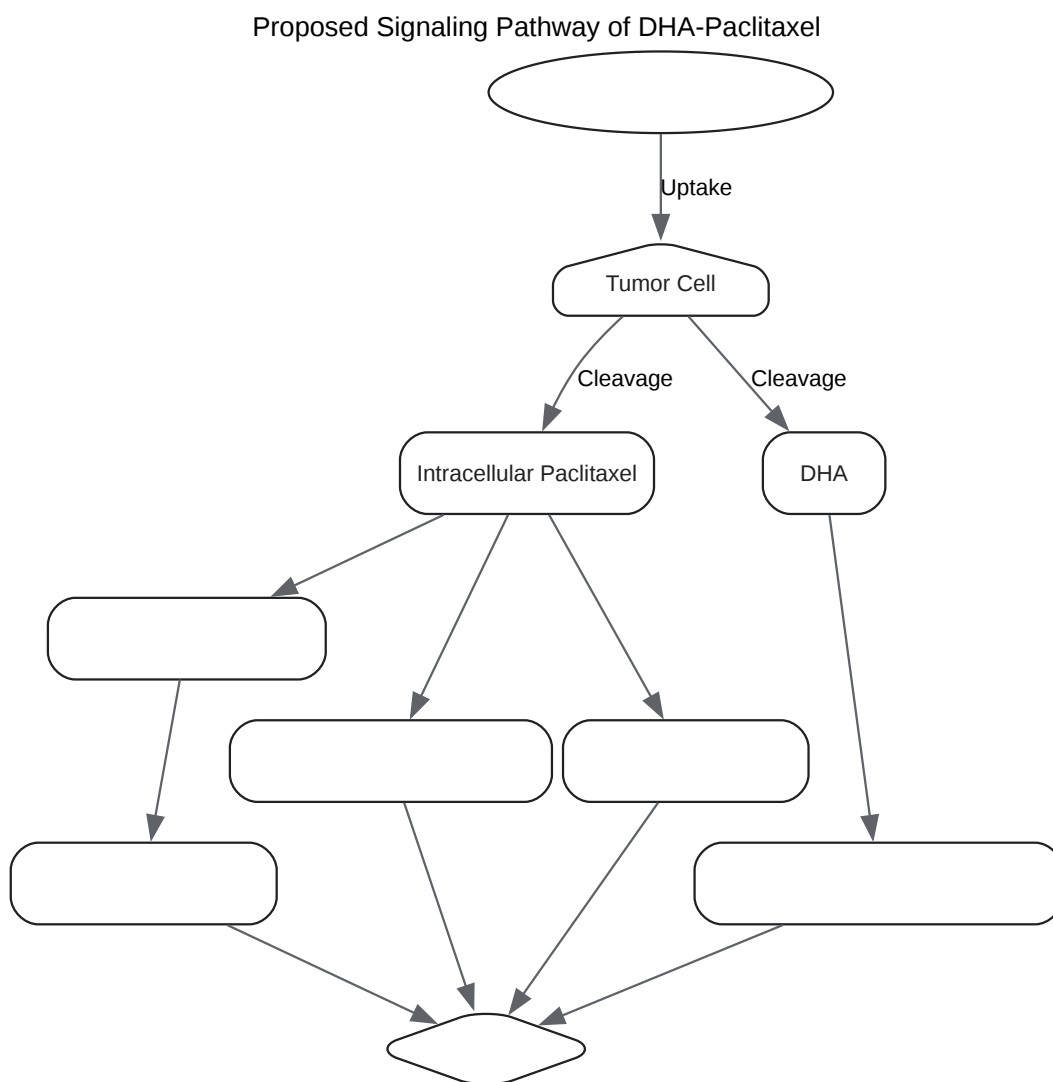 Proposed Signaling Pathway of DHA-Paclitaxel
Uptake
Tumor Cell
Cleavage
Cleavage
Intracellular Paclitaxel
DHA